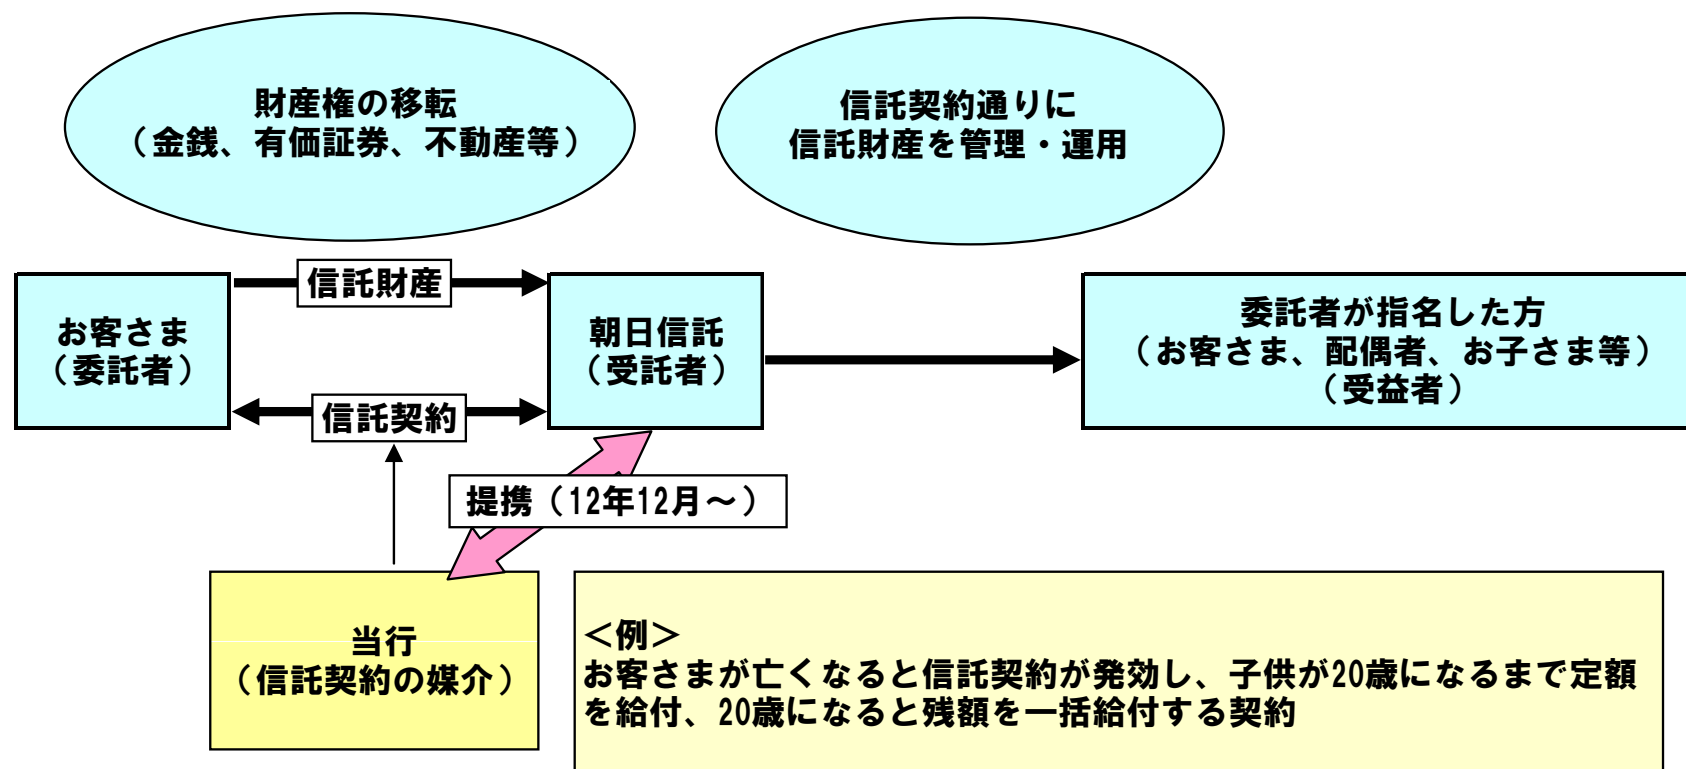 財産権の移転
（金銭、有価証券、不動産等）
信託契約通りに
信託財産を管理・運用
信託財産
お客さま
（委託者）
朝日信託
（受託者）
委託者が指名した方
（お客さま、配偶者、お子さま等）
（受益者）
信託契約
提携（12年12月～）
当行
（信託契約の媒介）
＜例＞
お客さまが亡くなると信託契約が発効し、子供が20歳になるまで定額
を給付、20歳になると残額を一括給付する契約